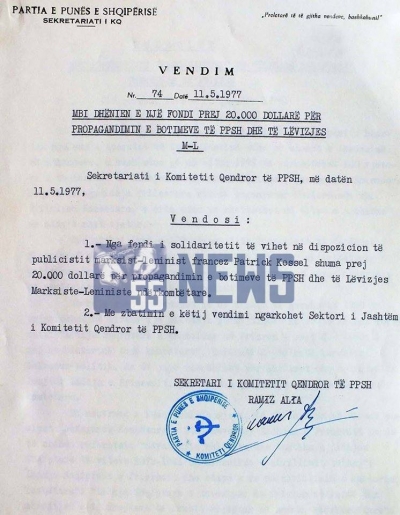 PARTIA E PUNËS E SHQIPËRISË
SEKRETARIATI I KQ
„Proletarë të të gjitha vendeve, bashkohuni!"
VENDIM
Nr. 74 Datë 11.5.1977
MBI DHËNIEN E NJË FONDI PREJ 20.000 DOLLARË PËR
PROPAGANDIMIN E BOTIMEVE TË PPSH DHE TË LËVIZJES
M-L
Sekretariati i Komitetit Qendror të PPSH, më datën
11.5.1977,
Vendosi:
1.- Nga fondi i solidaritetit të vihet në dispozicion të
publicistit marksist-leninist francez Patrick Kessel shuma prej
20.000 dollarë për propagandimin e botimeve të PPSH dhe të Lëvizjes
Marksiste-Leniniste ndërkombëtare.
2.- Me zbatimin e këtij vendimi ngarkohet Sektori i Jashtëm
i Komitetit Qendror të PPSH.
NEWS
SEKRETARI I KOMITETIT QENDROR TË PPSH
RAMIZ ALIA
PARTIA E PUNËS E SHQIPËRISË
KOMITETI QENDROR